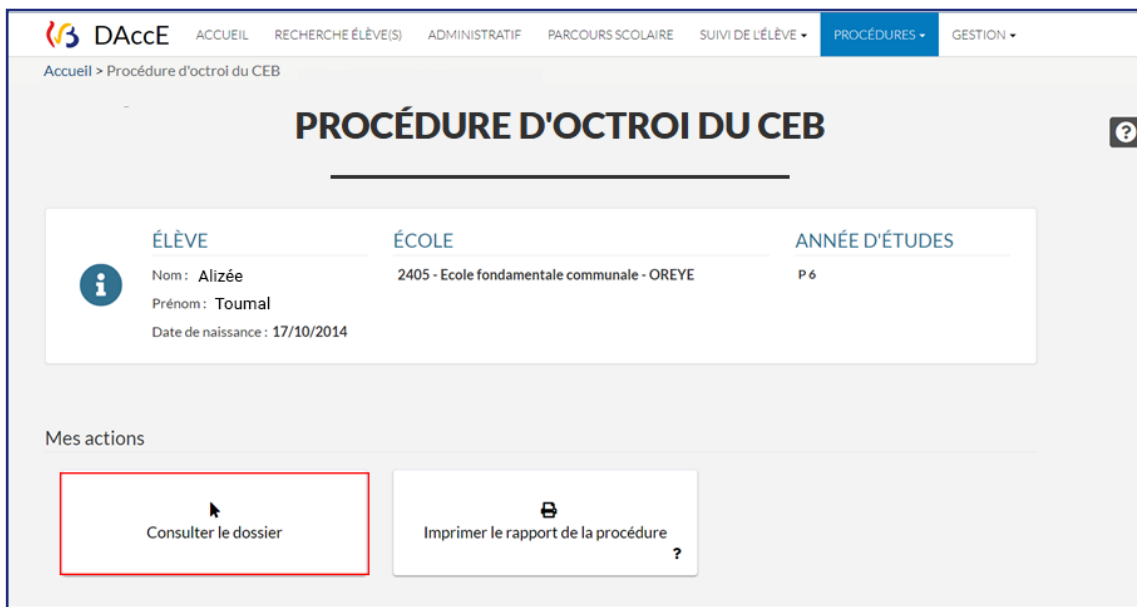 DAccE ACCUEIL RECHERCHE ÉLÈVE(S) ADMINISTRATIF PARCOURS SCOLAIRE SUIVI DE L'ÉLÈVE PROCÉDURES GESTION
Accueil > Procédure d'octroi du CEB
PROCÉDURE D'OCTROI DU CEB
?
ÉLÈVE ÉCOLE ANNÉE D'ÉTUDES
Nom : Alizée 2405 - Ecole fondamentale communale - OREYE P 6
Prénom : Toumal
Date de naissance : 17/10/2014
Mes actions
Consulter le dossier Imprimer le rapport de la procédure
?